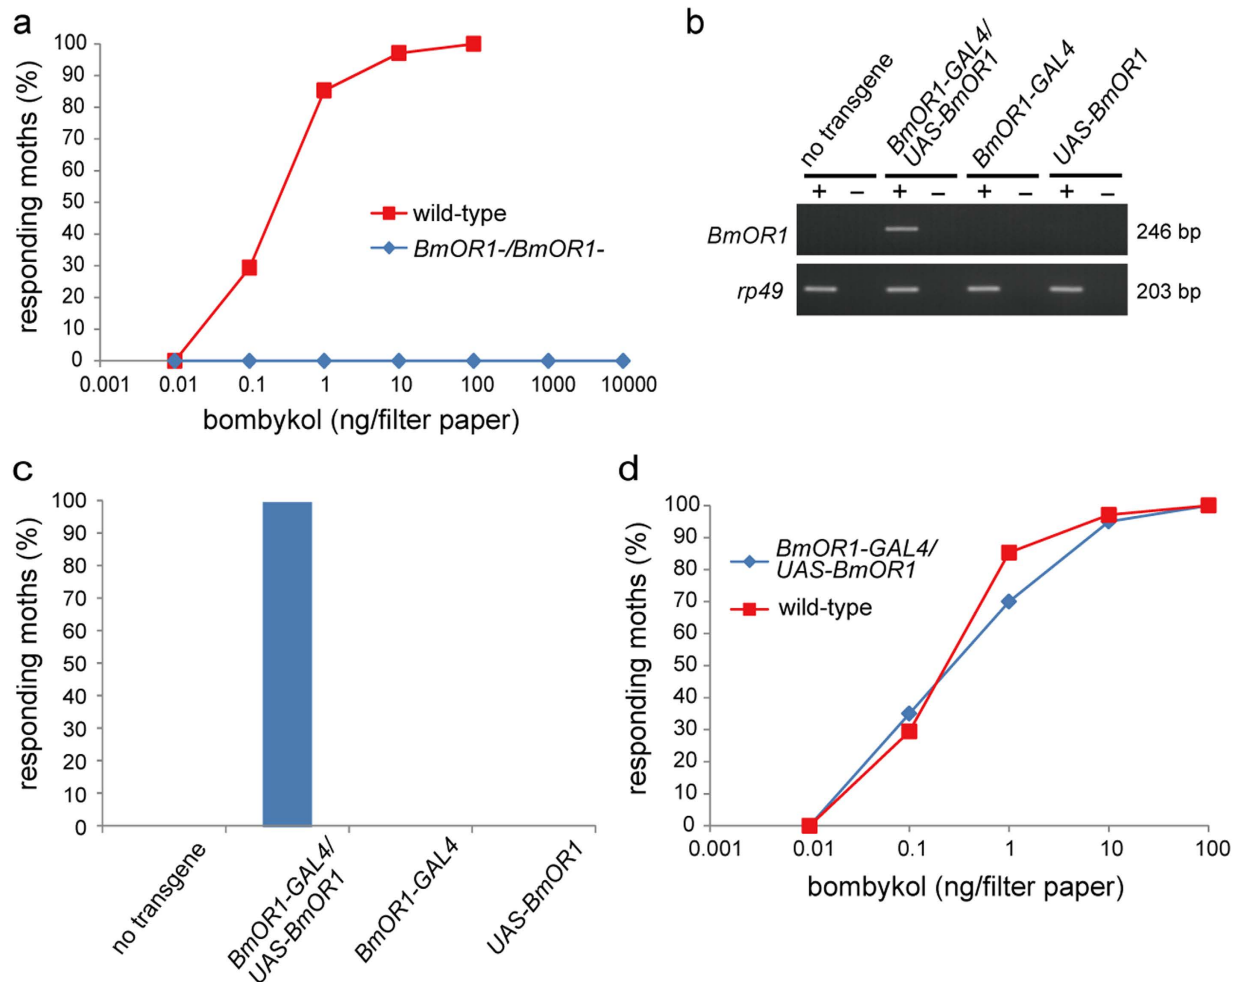 a
100
90
80
70
60
50
40
30
20
10
0
responding moths (%)
wild-type
BmOR1-/BmOR1-
0.001 0.01 0.1 1 10 100 1000 10000
bombykol (ng/filter paper)
b
no transgene
BmOR1-GAL4/
UAS-BmOR1
BmOR1-GAL4
UAS-BmOR1
+ – + – + – + –
BmOR1 246 bp
rp49 203 bp
c
100
90
80
70
60
50
40
30
20
10
0
responding moths (%)
no transgene
BmOR1-GAL4/
UAS-BmOR1
BmOR1-GAL4
UAS-BmOR1
d
100
90
80
70
60
50
40
30
20
10
0
responding moths (%)
BmOR1-GAL4/
UAS-BmOR1
wild-type
0.001 0.01 0.1 1 10 100
bombykol (ng/filter paper)